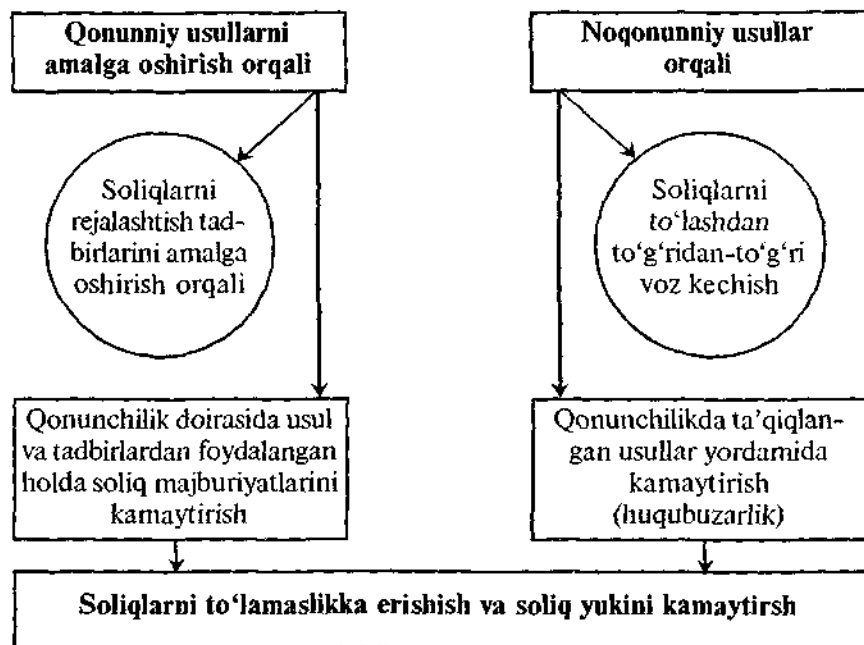 Qonunniy usullarni
amalga oshirish orqali
Noqonunniy usullar
orqali
Soliqlarni
rejalashtish tad-
birlarini amalga
oshirish orqali
Soliqlarni
to‘lashdan
to‘g‘ridan-to‘g‘ri
voz kechish
Qonunchilik doirasida usul
va tadbirlardan foydalangan
holda soliq majburiyatlarini
kamaytirish
Qonunchilikda ta’qiqlan-
gan usullar yordamida
kamaytirish
(huqubuzarlik)
Soliqlarni to‘lamaslikka erishish va soliq yukini kamaytirsh